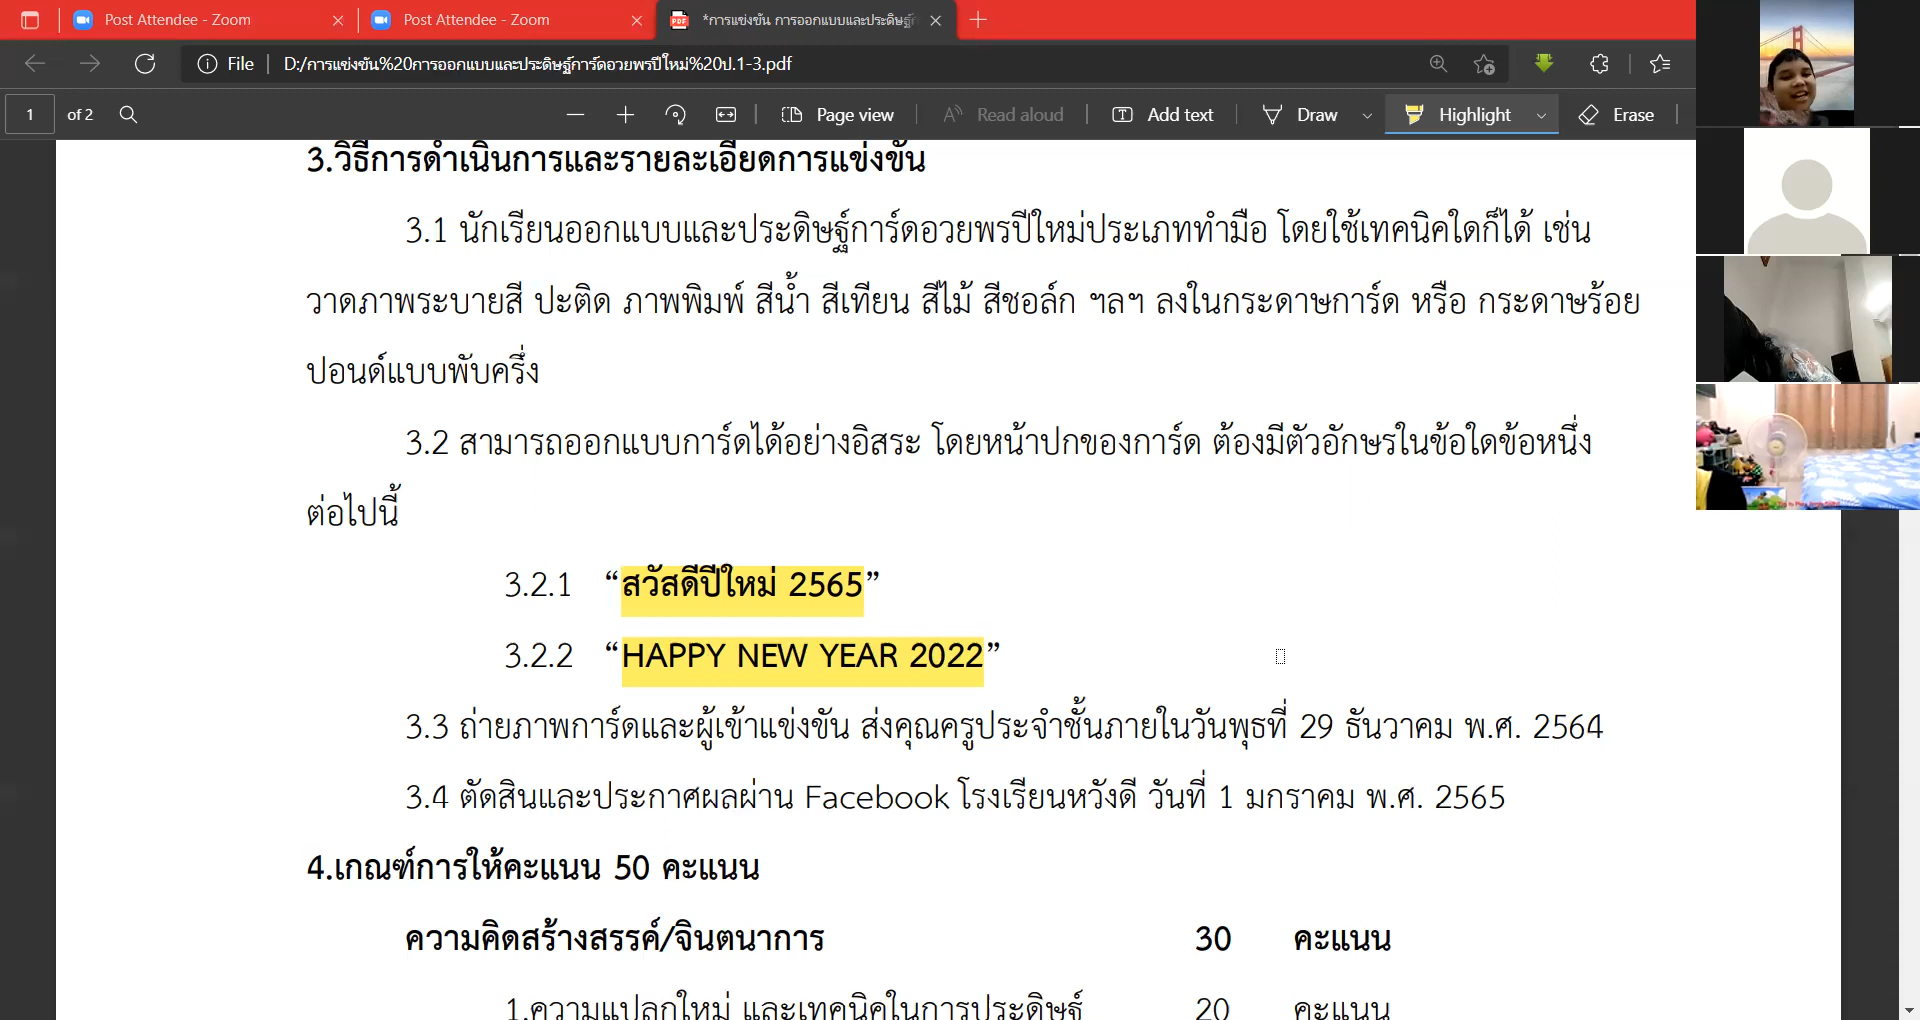 Post Attendee - Zoom
Post Attendee - Zoom
*การแข่งขัน การออกแบบและประดิษฐ์
File
D:/การแข่งขัน%20การออกแบบและประดิษฐ์การ์ดอวยพรปีใหม่%20ป.1-3.pdf
1 of 2
Page view
Read aloud
Add text
Draw
Highlight
Erase
3.วิธีการดำเนินการและรายละเอียดการแข่งขัน
3.1 นักเรียนออกแบบและประดิษฐ์การ์ดอวยพรปีใหม่ประเภททำมือ โดยใช้เทคนิคใดก็ได้ เช่น
วาดภาพระบายสี ปะติด ภาพพิมพ์ สีน้ำ สีเทียน สีไม้ สีชอล์ก ฯลฯ ลงในกระดาษการ์ด หรือ กระดาษร้อย
ปอนด์แบบพับครึ่ง
3.2 สามารถออกแบบการ์ดได้อย่างอิสระ โดยหน้าปกของการ์ด ต้องมีตัวอักษรในข้อใดข้อหนึ่ง
ต่อไปนี้
3.2.1 “สวัสดีปีใหม่ 2565”
3.2.2 “HAPPY NEW YEAR 2022”
3.3 ถ่ายภาพการ์ดและผู้เข้าแข่งขัน ส่งคุณครูประจำชั้นภายในวันพุธที่ 29 ธันวาคม พ.ศ. 2564
3.4 ตัดสินและประกาศผลผ่าน Facebook โรงเรียนหวังดี วันที่ 1 มกราคม พ.ศ. 2565
4.เกณฑ์การให้คะแนน 50 คะแนน
ความคิดสร้างสรรค์/จินตนาการ 30 คะแนน
1.ความแปลกใหม่ และเทคนิคในการประดิษฐ์ 20 คะแนน